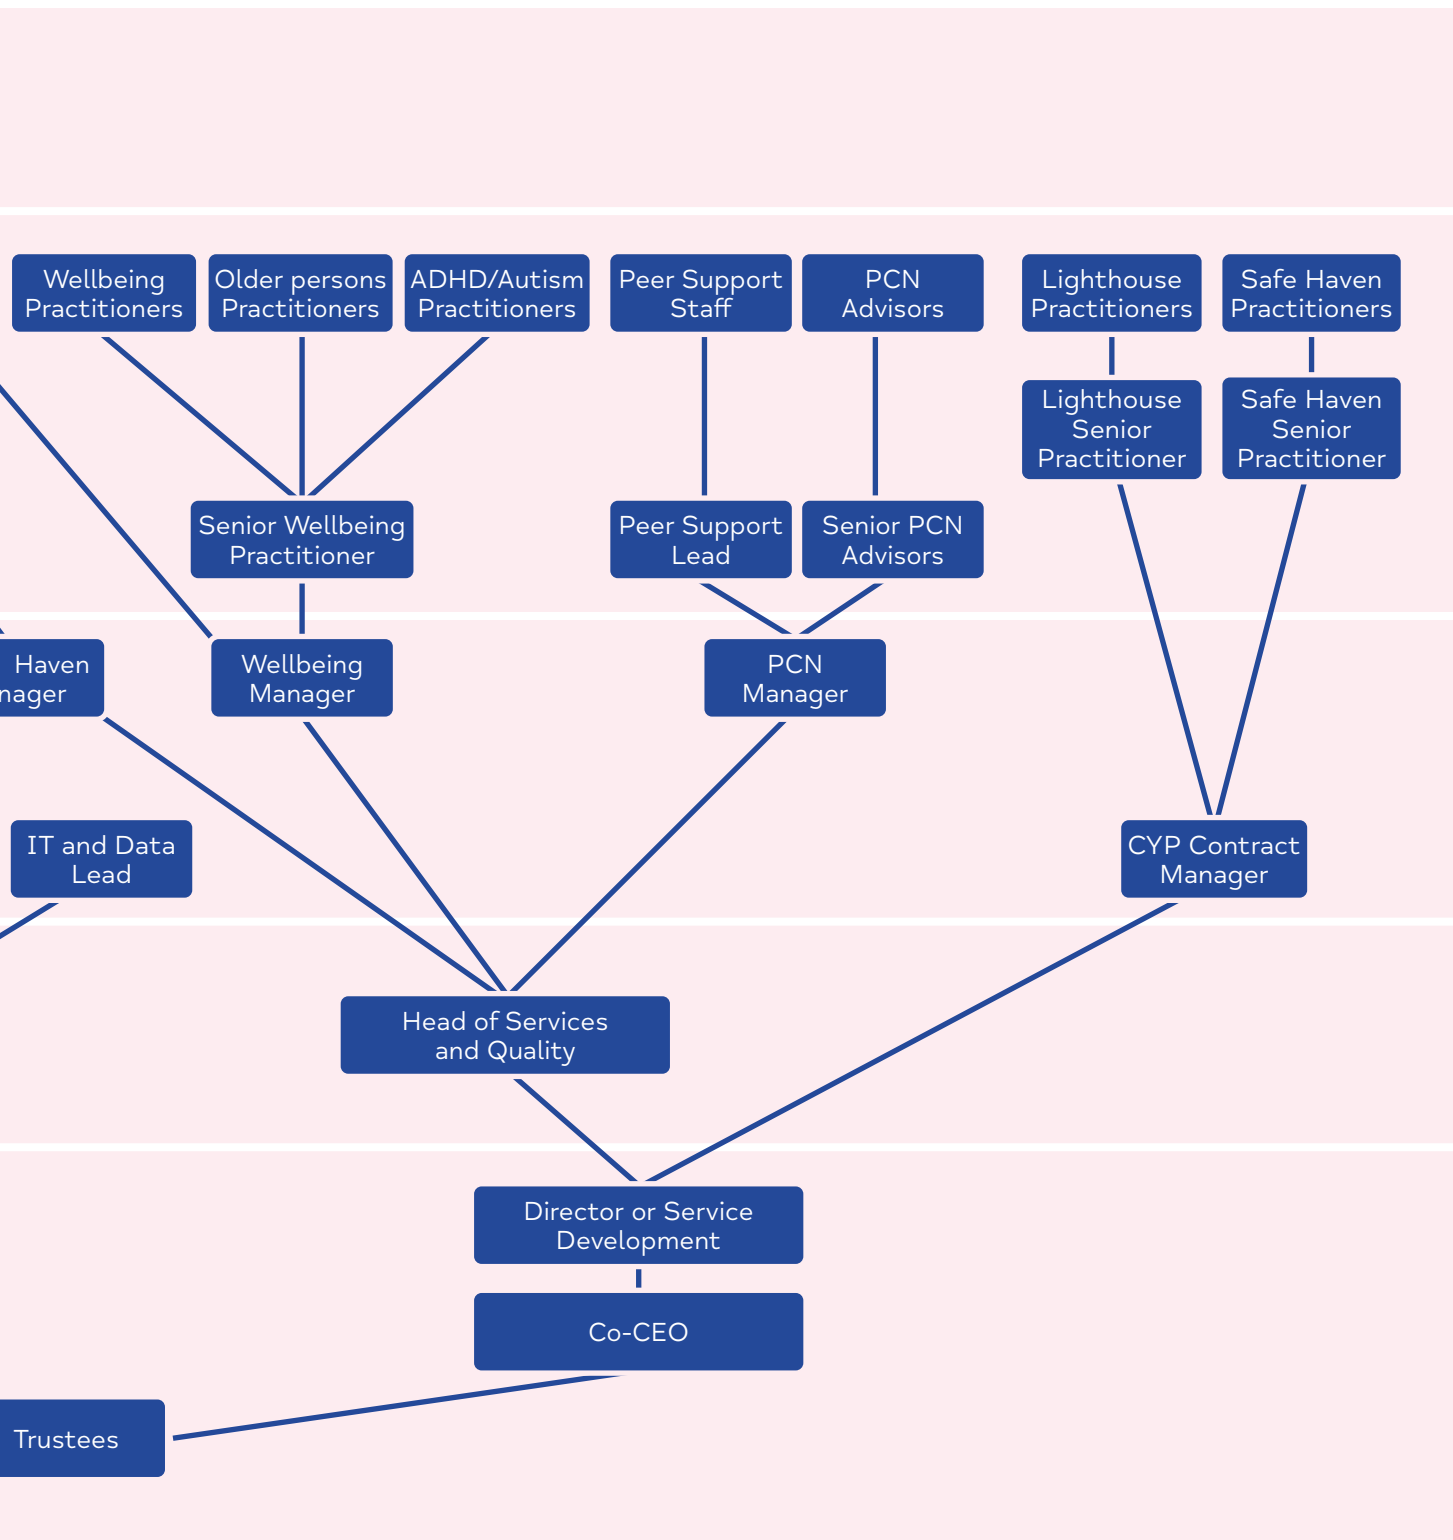 Wellbeing
Practitioners
Older persons
Practitioners
ADHD/Autism
Practitioners
Peer Support
Staff
PCN
Advisors
Lighthouse
Practitioners
Safe Haven
Practitioners
Lighthouse
Senior
Practitioner
Safe Haven
Senior
Practitioner
Senior Wellbeing
Practitioner
Peer Support
Lead
Senior PCN
Advisors
Haven
nager
Wellbeing
Manager
PCN
Manager
IT and Data
Lead
CYP Contract
Manager
Head of Services
and Quality
Director or Service
Development
Co-CEO
Trustees